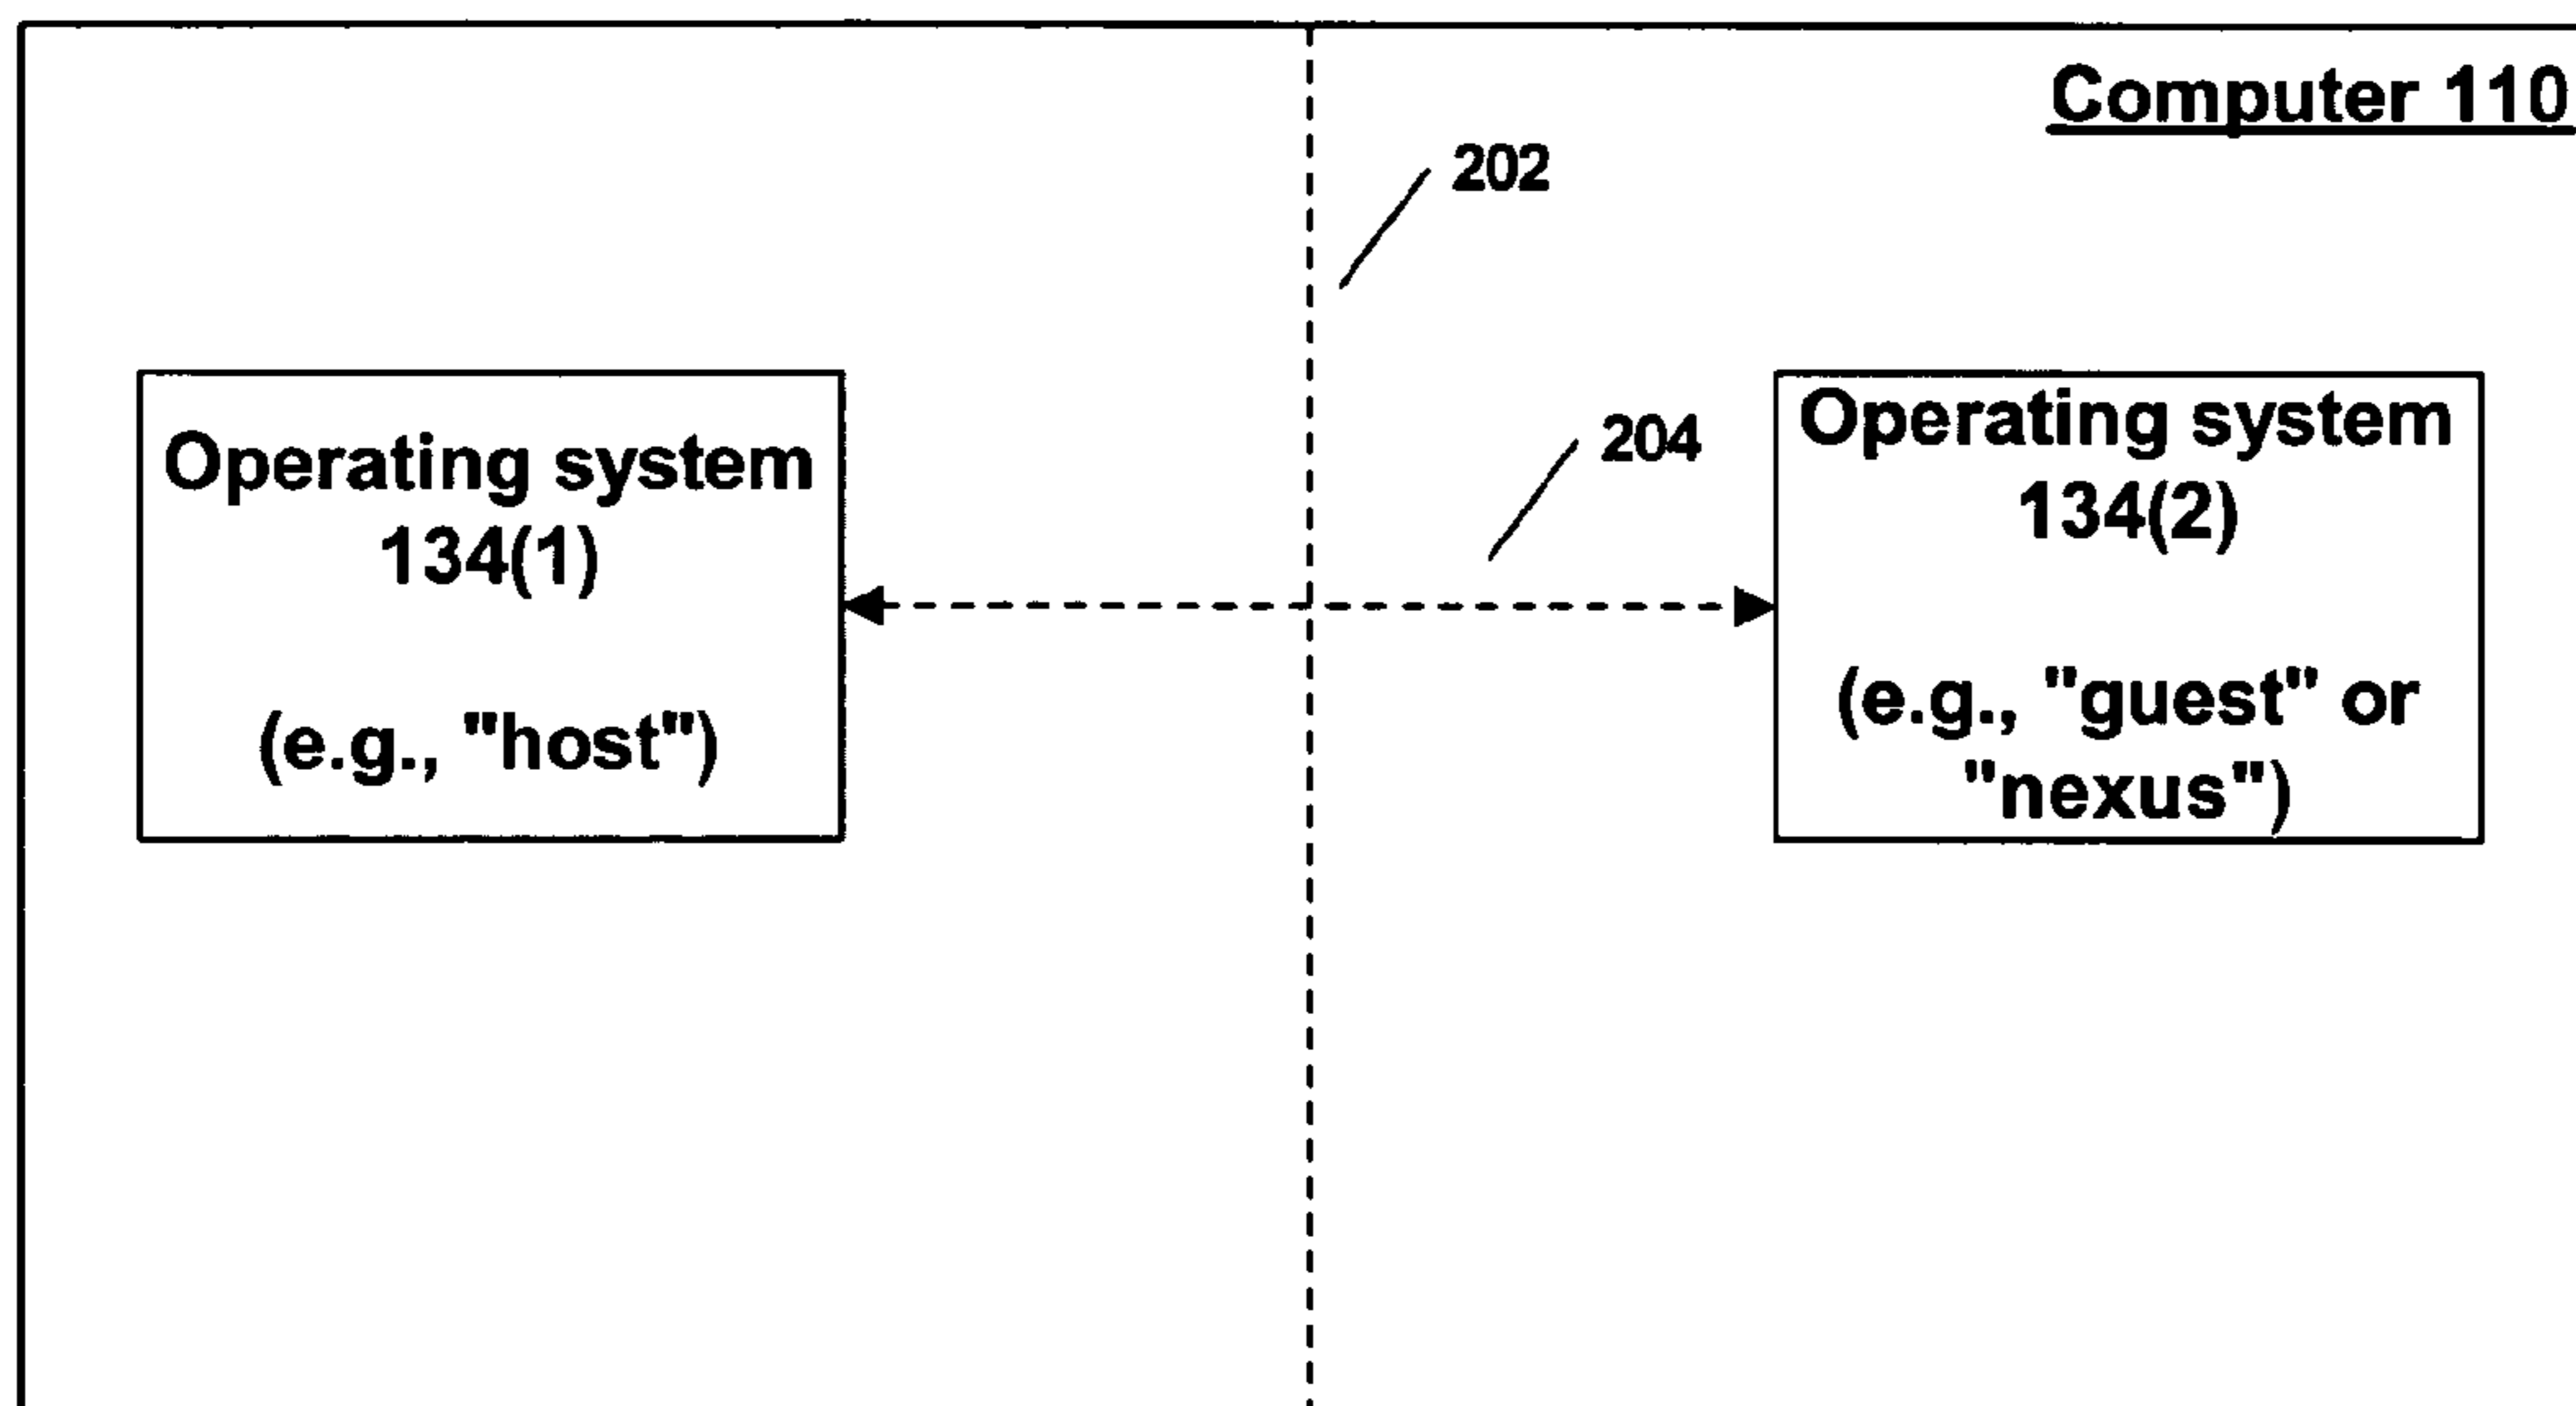 Computer 110
202
204
Operating system
134(1)
(e.g., "host")
Operating system
134(2)
(e.g., "guest" or
"nexus")